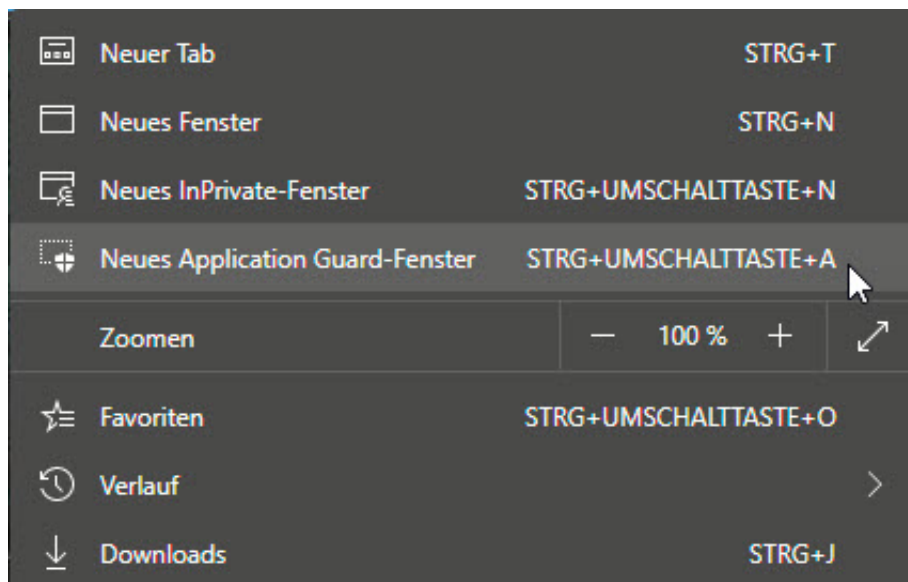 Neuer Tab STRG+T
Neues Fenster STRG+N
Neues InPrivate-Fenster STRG+UMSCHALTTASTE+N
Neues Application Guard-Fenster STRG+UMSCHALTTASTE+A
Zoomen — 100 % +
Favoriten STRG+UMSCHALTTASTE+O
Verlauf
Downloads STRG+J